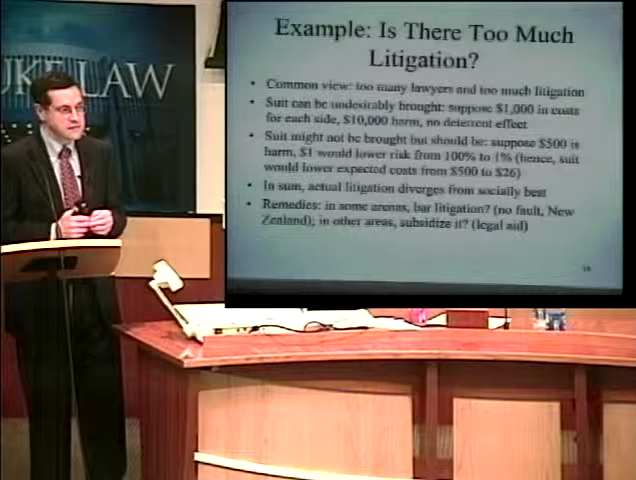 UKE LAW
Example: Is There Too Much
Litigation?
• Common view: too many lawyers and too much litigation
• Suit can be undesirably brought: suppose $1,000 in costs
for each side, $10,000 harm, no deterrent effect
• Suit might not be brought but should be: suppose $500 is
harm, $1 would lower risk from 100% to 1% (hence, suit
would lower expected costs from $500 to $26)
• In sum, actual litigation diverges from socially best
• Remedies: in some arenas, bar litigation? (no fault, New
Zealand); in other areas, subsidize it? (legal aid)